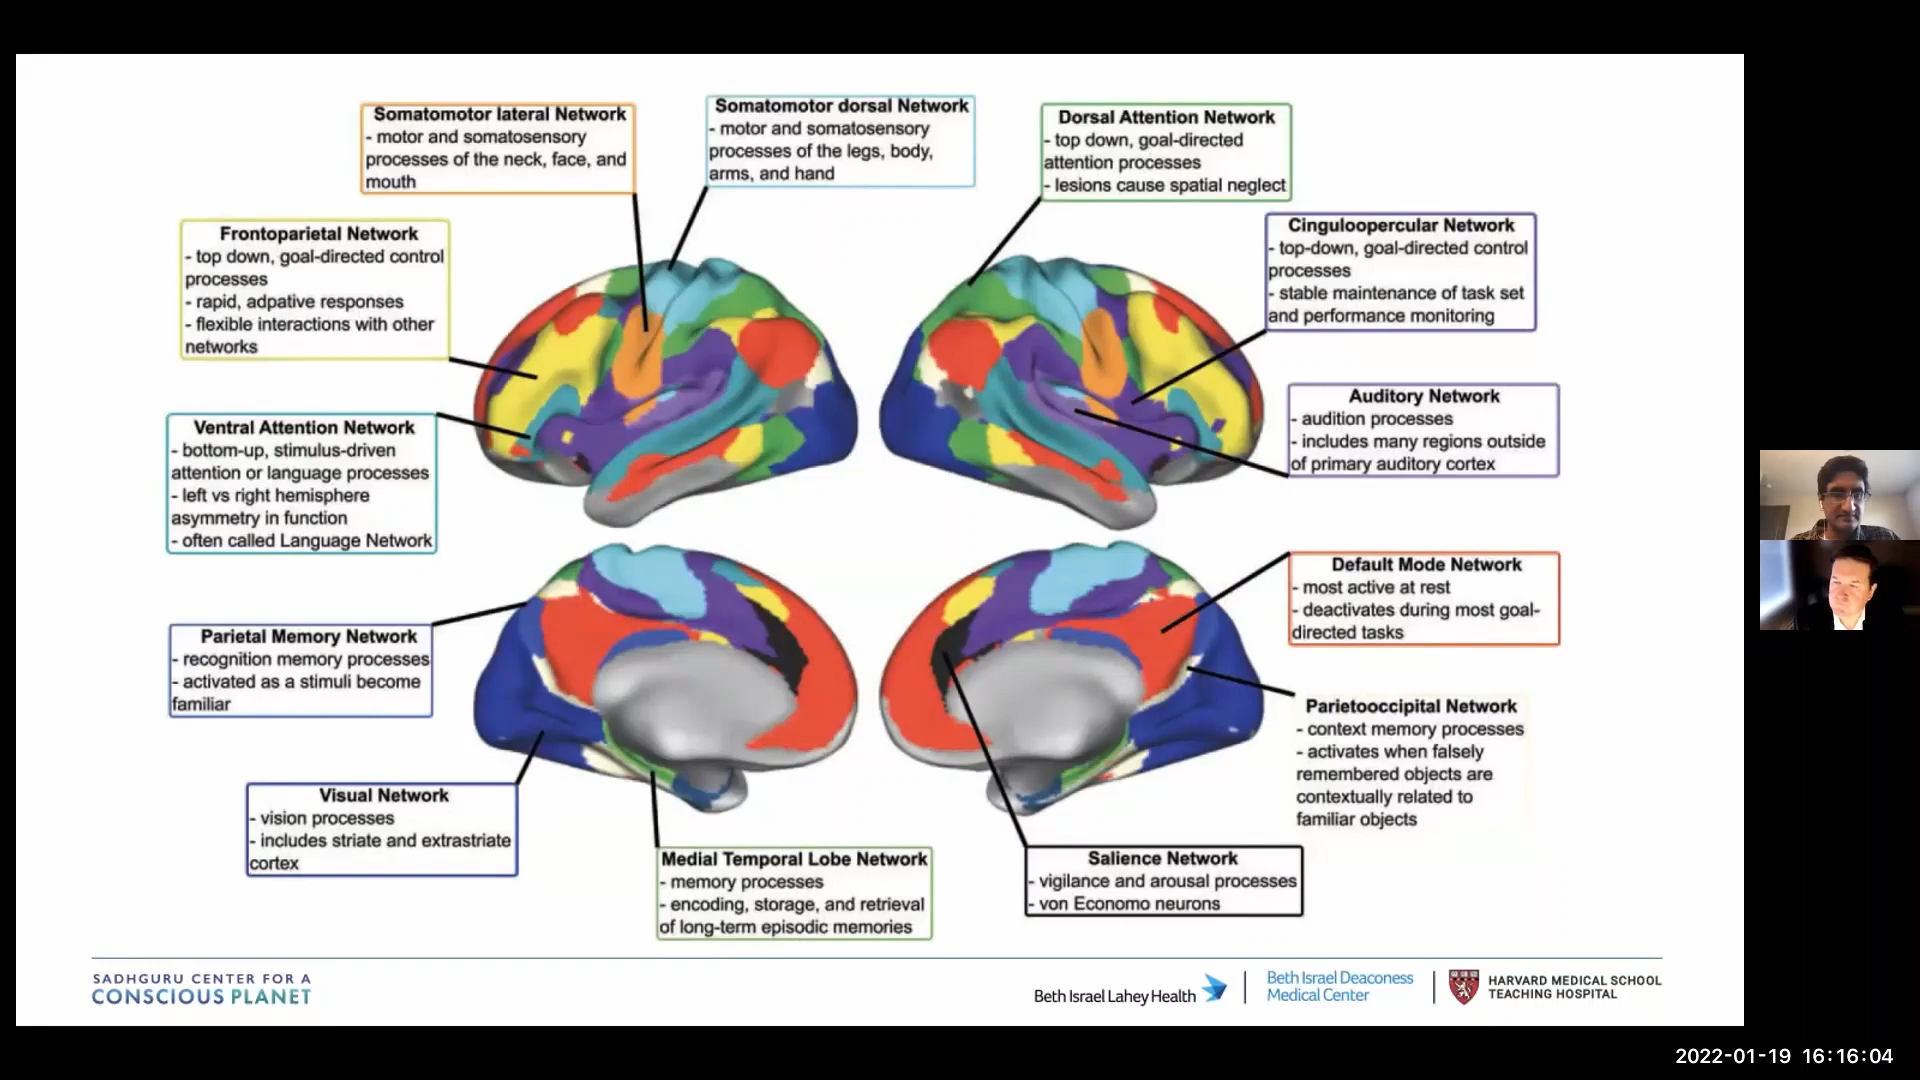 Somatomotor lateral Network
- motor and somatosensory
processes of the neck, face, and
mouth
Somatomotor dorsal Network
- motor and somatosensory
processes of the legs, body,
arms, and hand
Dorsal Attention Network
- top down, goal-directed
attention processes
- lesions cause spatial neglect
Frontoparietal Network
- top down, goal-directed control
processes
- rapid, adpative responses
- flexible interactions with other
networks
Cinguloopercular Network
- top-down, goal-directed control
processes
- stable maintenance of task set
and performance monitoring
Ventral Attention Network
- bottom-up, stimulus-driven
attention or language processes
- left vs right hemisphere
asymmetry in function
- often called Language Network
Auditory Network
- audition processes
- includes many regions outside
of primary auditory cortex
Parietal Memory Network
- recognition memory processes
- activated as a stimuli become
familiar
Default Mode Network
- most active at rest
- deactivates during most goal-
directed tasks
Parietooccipital Network
- context memory processes
- activates when falsely
remembered objects are
contextually related to
familiar objects
Visual Network
- vision processes
- includes striate and extrastriate
cortex
Medial Temporal Lobe Network
- memory processes
- encoding, storage, and retrieval
of long-term episodic memories
Salience Network
- vigilance and arousal processes
- von Economo neurons
SADHGURU CENTER FOR A
CONSCIOUS PLANET
Beth Israel Lahey Health
Beth Israel Deaconess
Medical Center
HARVARD MEDICAL SCHOOL
TEACHING HOSPITAL
2022-01-19 16:16:04